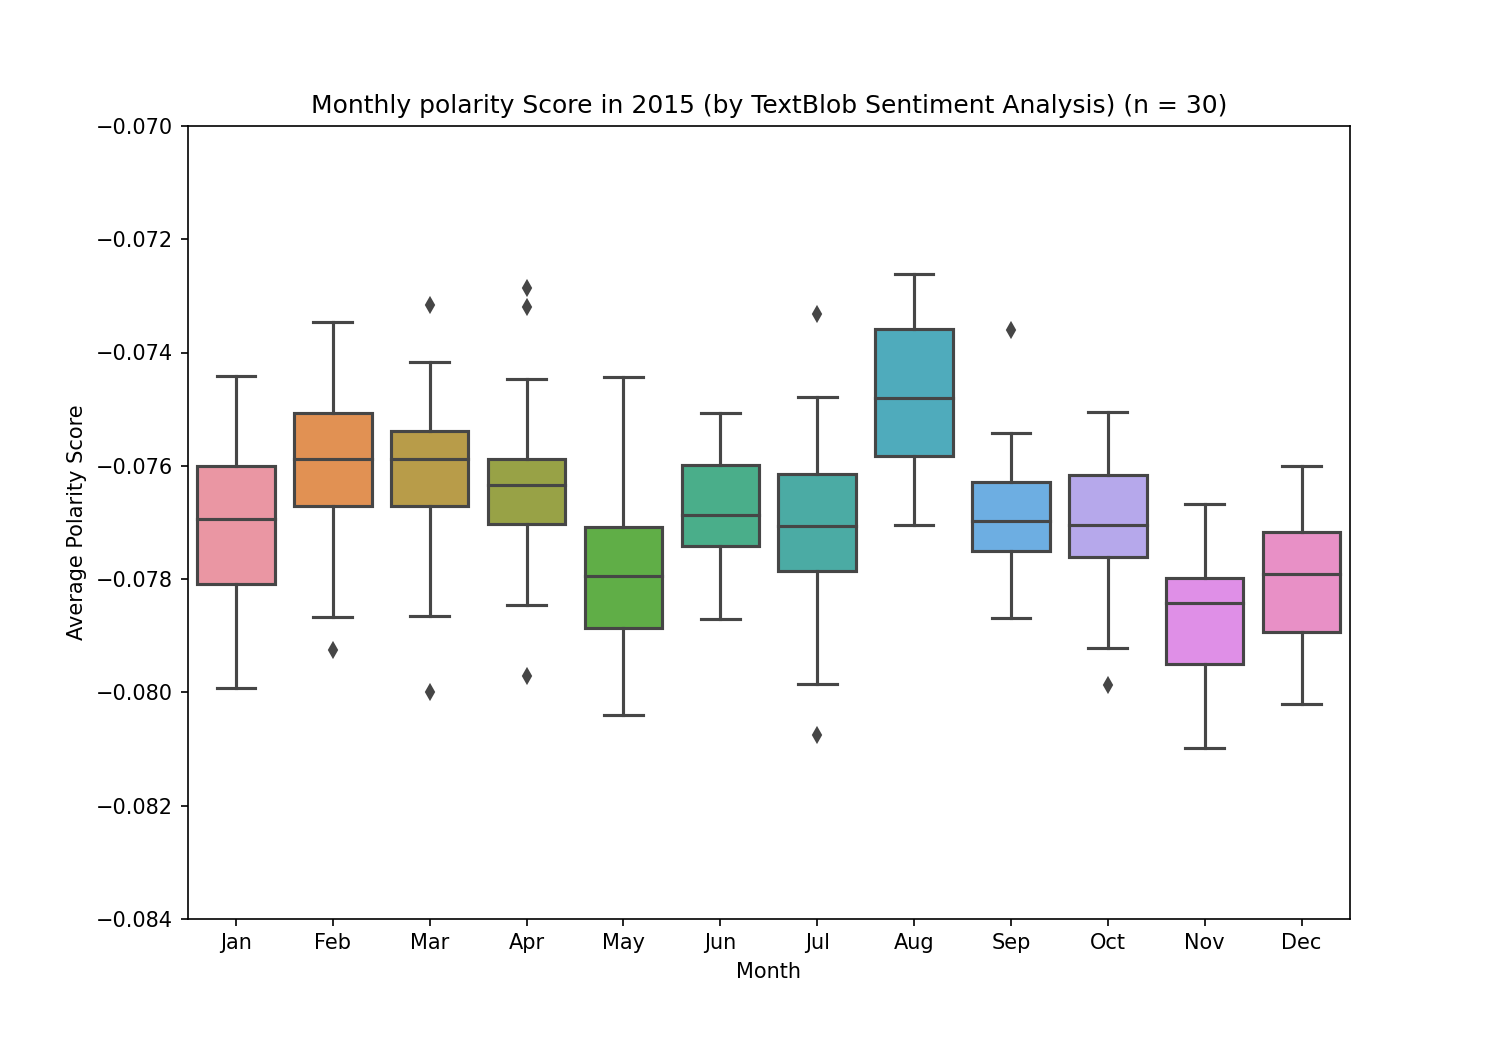 Monthly polarity Score in 2015 (by TextBlob Sentiment Analysis) (n = 30)
−0.070
−0.072
−0.074
−0.076
−0.078
−0.080
−0.082
−0.084
Average Polarity Score
Jan Feb Mar Apr May Jun Jul Aug Sep Oct Nov Dec
Month